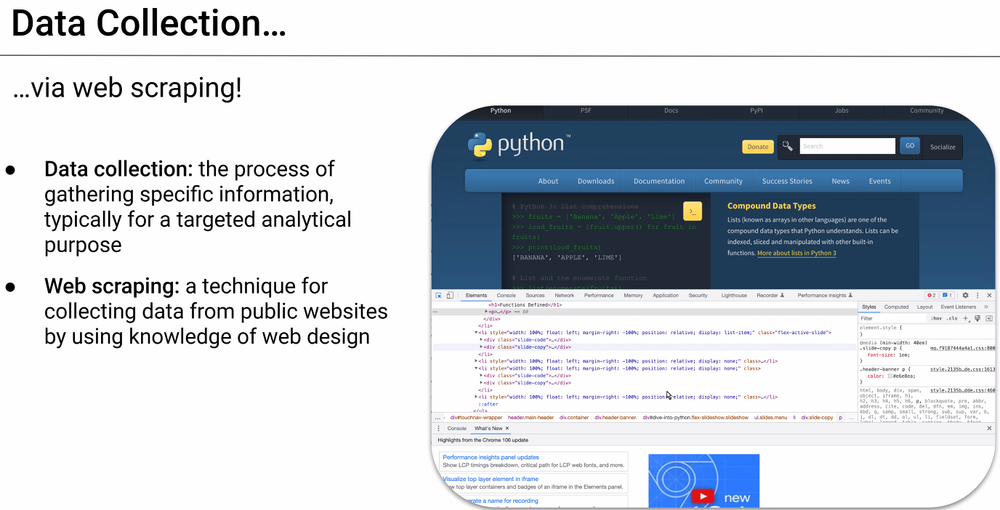 Data Collection…
…via web scraping!
● Data collection: the process of
gathering specific information,
typically for a targeted analytical
purpose
● Web scraping: a technique for
collecting data from public websites
by using knowledge of web design
Python PSF Docs PyPI Jobs Community
python™
Donate Search GO Socialize
About Downloads Documentation Community Success Stories News Events
# Python 3: List comprehensions
>>> fruits = ['Banana', 'Apple', 'Lime']
>>> loud_fruits = [fruit.upper() for fruit in
fruits]
>>> print(loud_fruits)
['BANANA', 'APPLE', 'LIME']
# List and the enumerate function
>>> list(enumerate(fruits))
>_
Compound Data Types
Lists (known as arrays in other languages) are one of the
compound data types that Python understands. Lists can be
indexed, sliced and manipulated with other built-in
functions. More about lists in Python 3
Elements Console Sources Network Performance Memory Application Security Lighthouse Recorder Performance insights 2 1
<h1>Functions Defined</h1>
<p>…</p> == $0
</div>
</li>
<li style="width: 100%; float: left; margin-right: -100%; position: relative; display: list-item;" class="flex-active-slide">
<div class="slide-code">…</div>
<div class="slide-copy">…</div>
</li>
<li style="width: 100%; float: left; margin-right: -100%; position: relative; display: none;" class>…</li>
<li style="width: 100%; float: left; margin-right: -100%; position: relative; display: none;" class>
<div class="slide-code">…</div>
<div class="slide-copy">…</div>
</li>
<li style="width: 100%; float: left; margin-right: -100%; position: relative; display: none;" class>…</li>
::after
</ul>
… div#touchnav-wrapper header.main-header div.container div.header-banner. div#dive-into-python.flex-slideshow.slideshow ul.slides.menu li div.slide-copy p …
Styles Computed Layout Event Listeners »
Filter :hov .cls +
element.style {
}
@media (min-width: 40em)
.slide-copy p { mq.f9187444a4a1.css:800
font-size: 1em;
}
.header-banner p { style.2135b…de.css:1613
color: #e6e8ea;
}
html, body, div, span, style.2135b…dde.css:460
object, iframe, h1,
h2, h3, h4, h5, h6, p, blockquote, pre, abbr,
address, cite, code, del, dfn, em, img, ins,
kbd, q, samp, small, strong, sub, sup, var, b,
i, dl, dt, dd, ol, ul, li, fieldset, form,
Console What's New ×
Highlights from the Chrome 106 update
Performance insights panel updates
Show LCP timings breakdown, critical path for LCP web fonts, and more.
Visualize top layer element in iframe
top layer containers and badges of an iframe in the Elements panel.
a name for recording
new